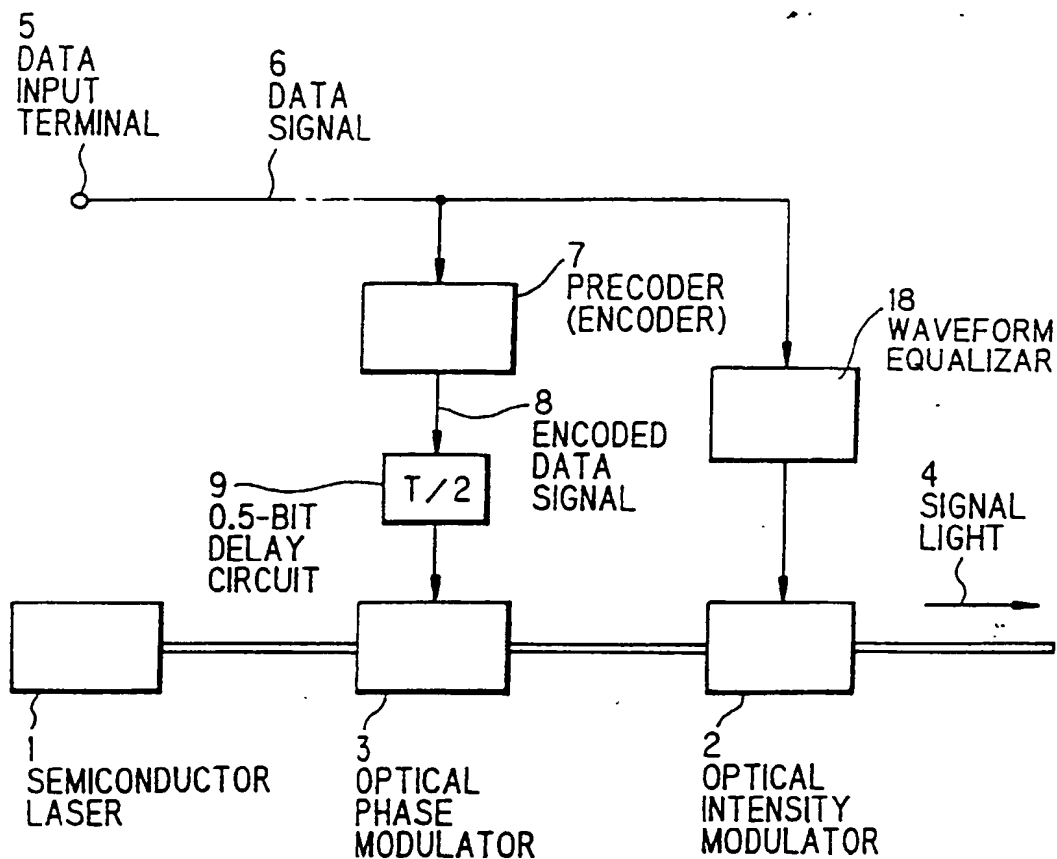 5
DATA
INPUT
TERMINAL
6
DATA
SIGNAL
7
PRECODER
(ENCODER)
18
WAVEFORM
EQUALIZAR
8
ENCODED
DATA
SIGNAL
9
0.5-BIT
DELAY
CIRCUIT
T/2
4
SIGNAL
LIGHT
1
SEMICONDUCTOR
LASER
3
OPTICAL
PHASE
MODULATOR
2
OPTICAL
INTENSITY
MODULATOR